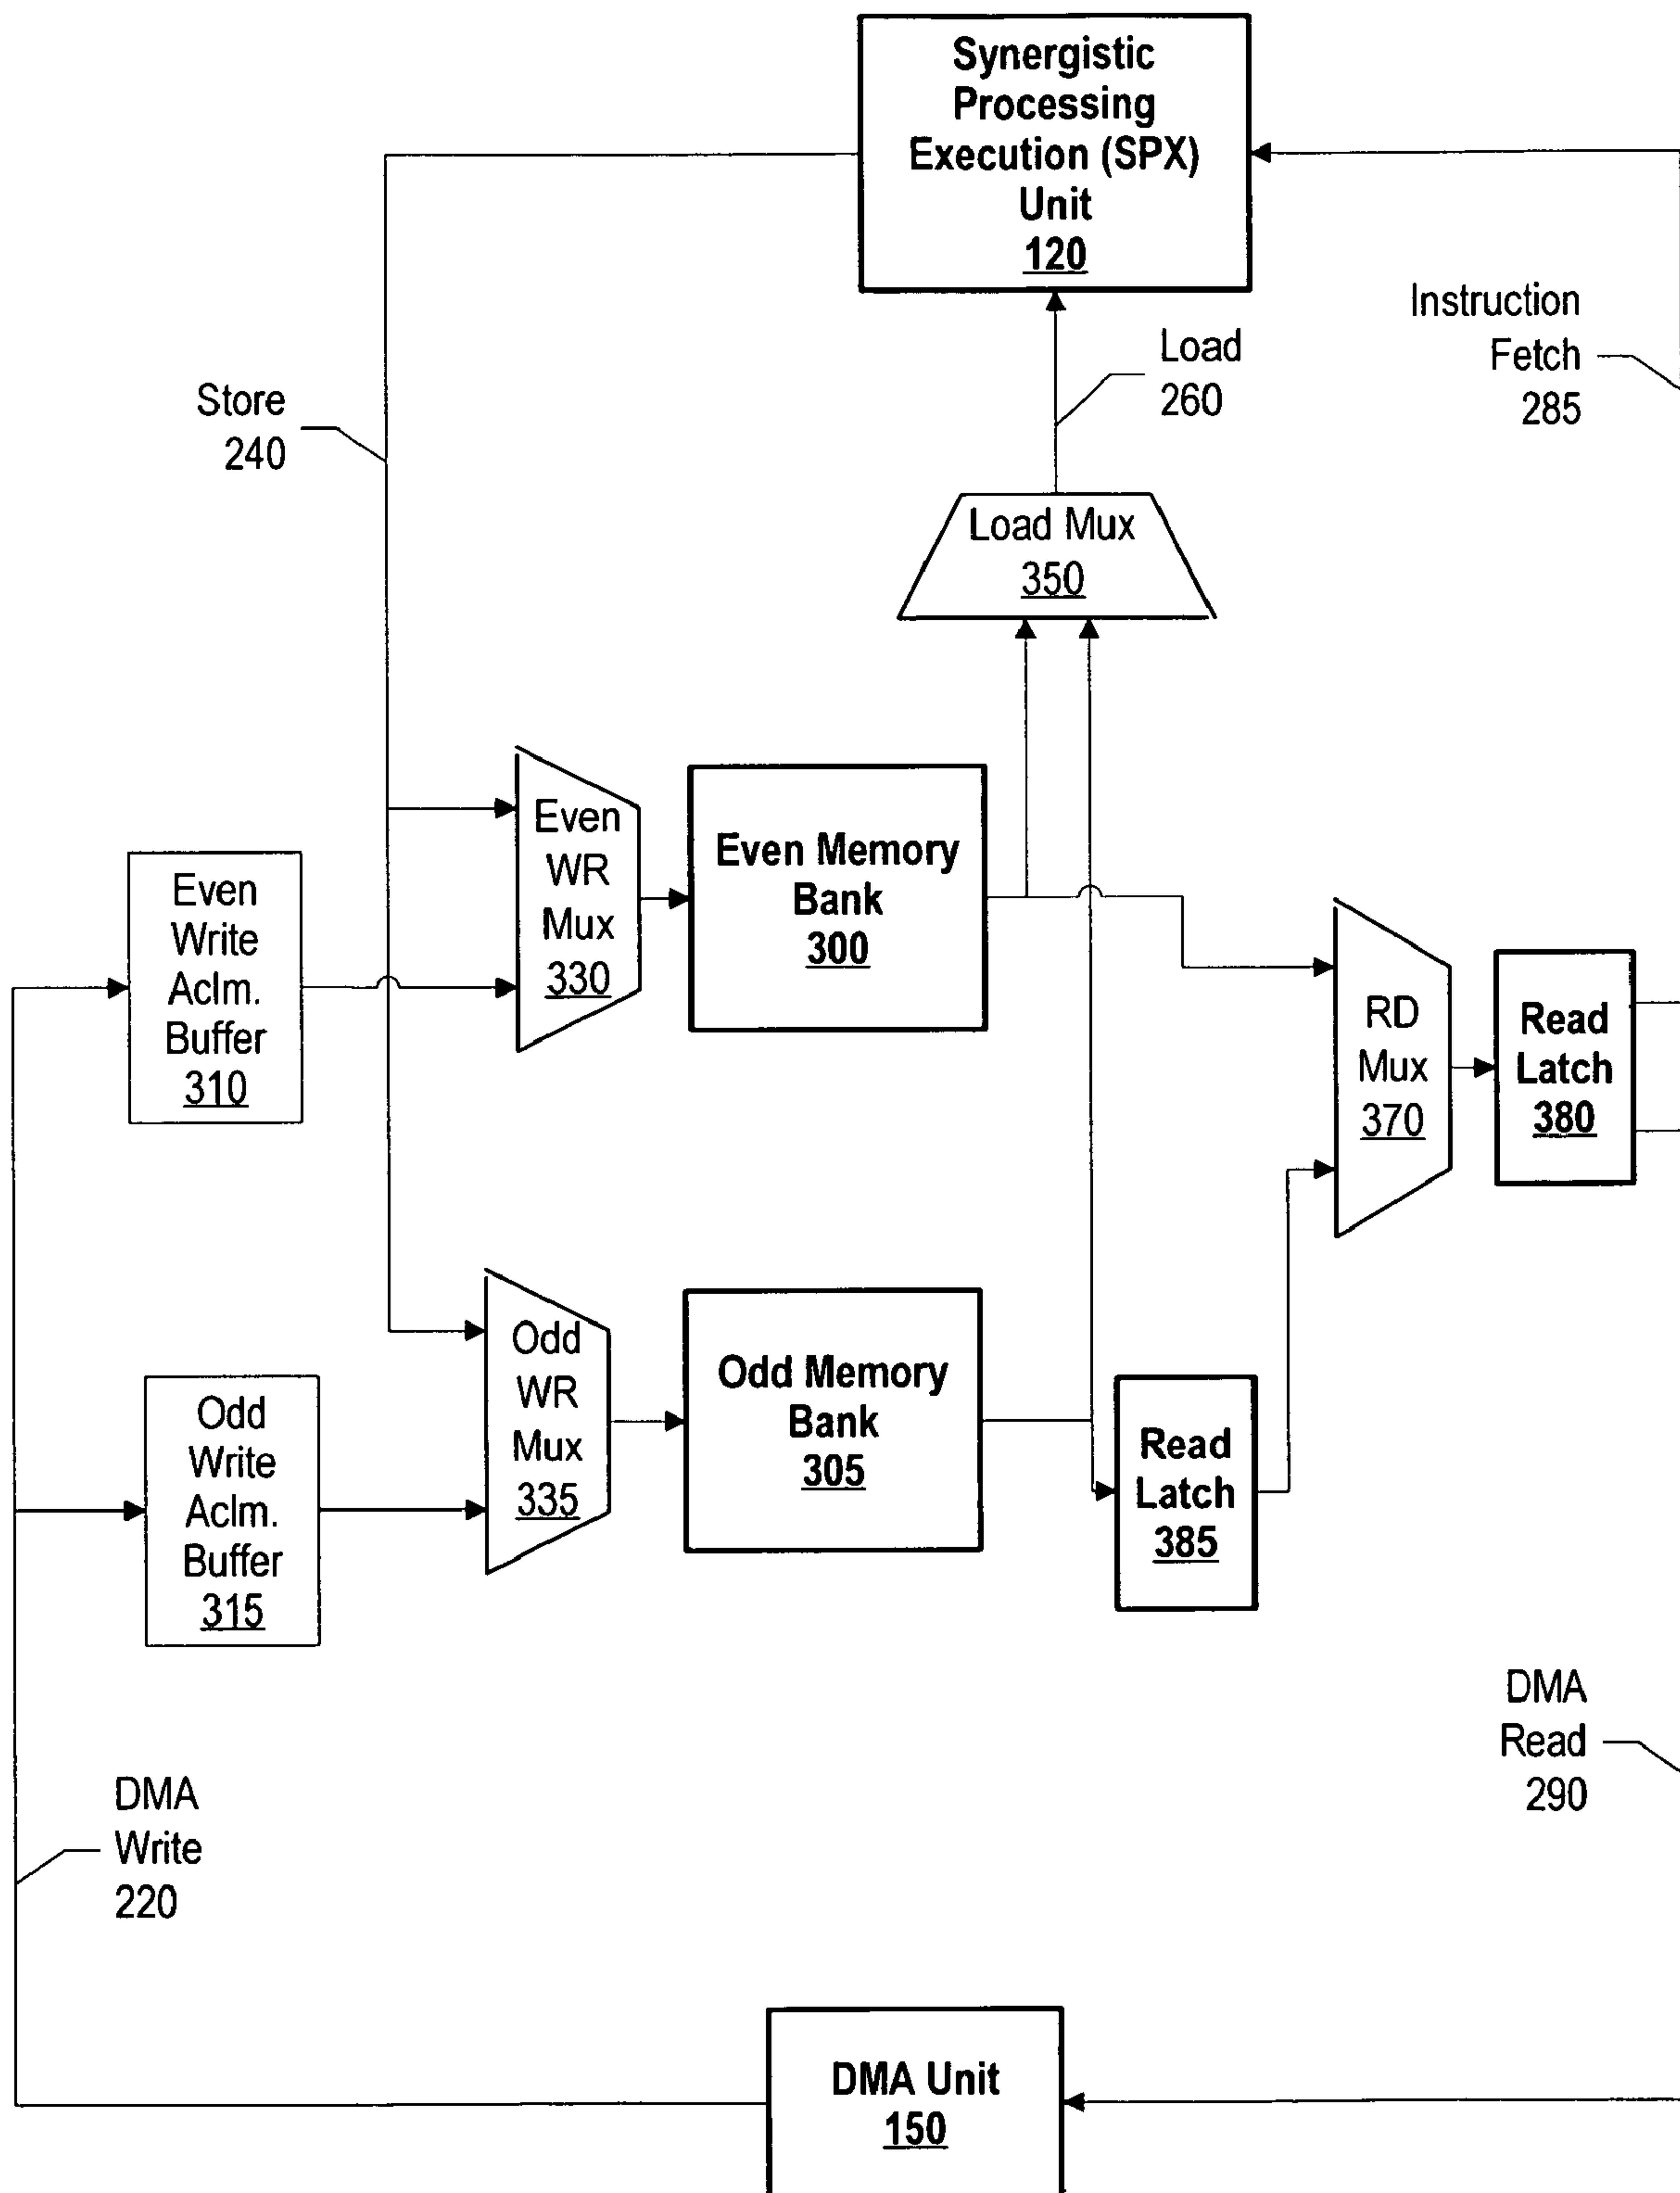 Synergistic
Processing
Execution (SPX)
Unit
120
Instruction
Fetch
285
Load
260
Store
240
Load Mux
350
Even
WR
Mux
330
Even Memory
Bank
300
Even
Write
Aclm.
Buffer
310
RD
Mux
370
Read
Latch
380
Odd
WR
Mux
335
Odd Memory
Bank
305
Odd
Write
Aclm.
Buffer
315
Read
Latch
385
DMA
Read
290
DMA
Write
220
DMA Unit
150